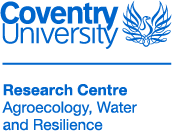 Coventry
University
Research Centre
Agroecology, Water
and Resilience